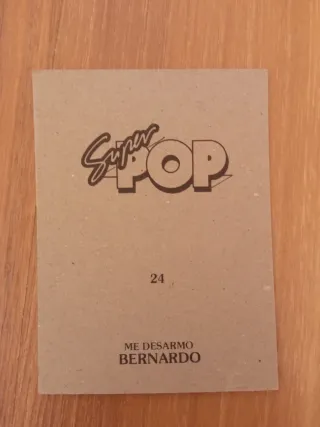 Super
POP
24
ME DESARMO
BERNARDO